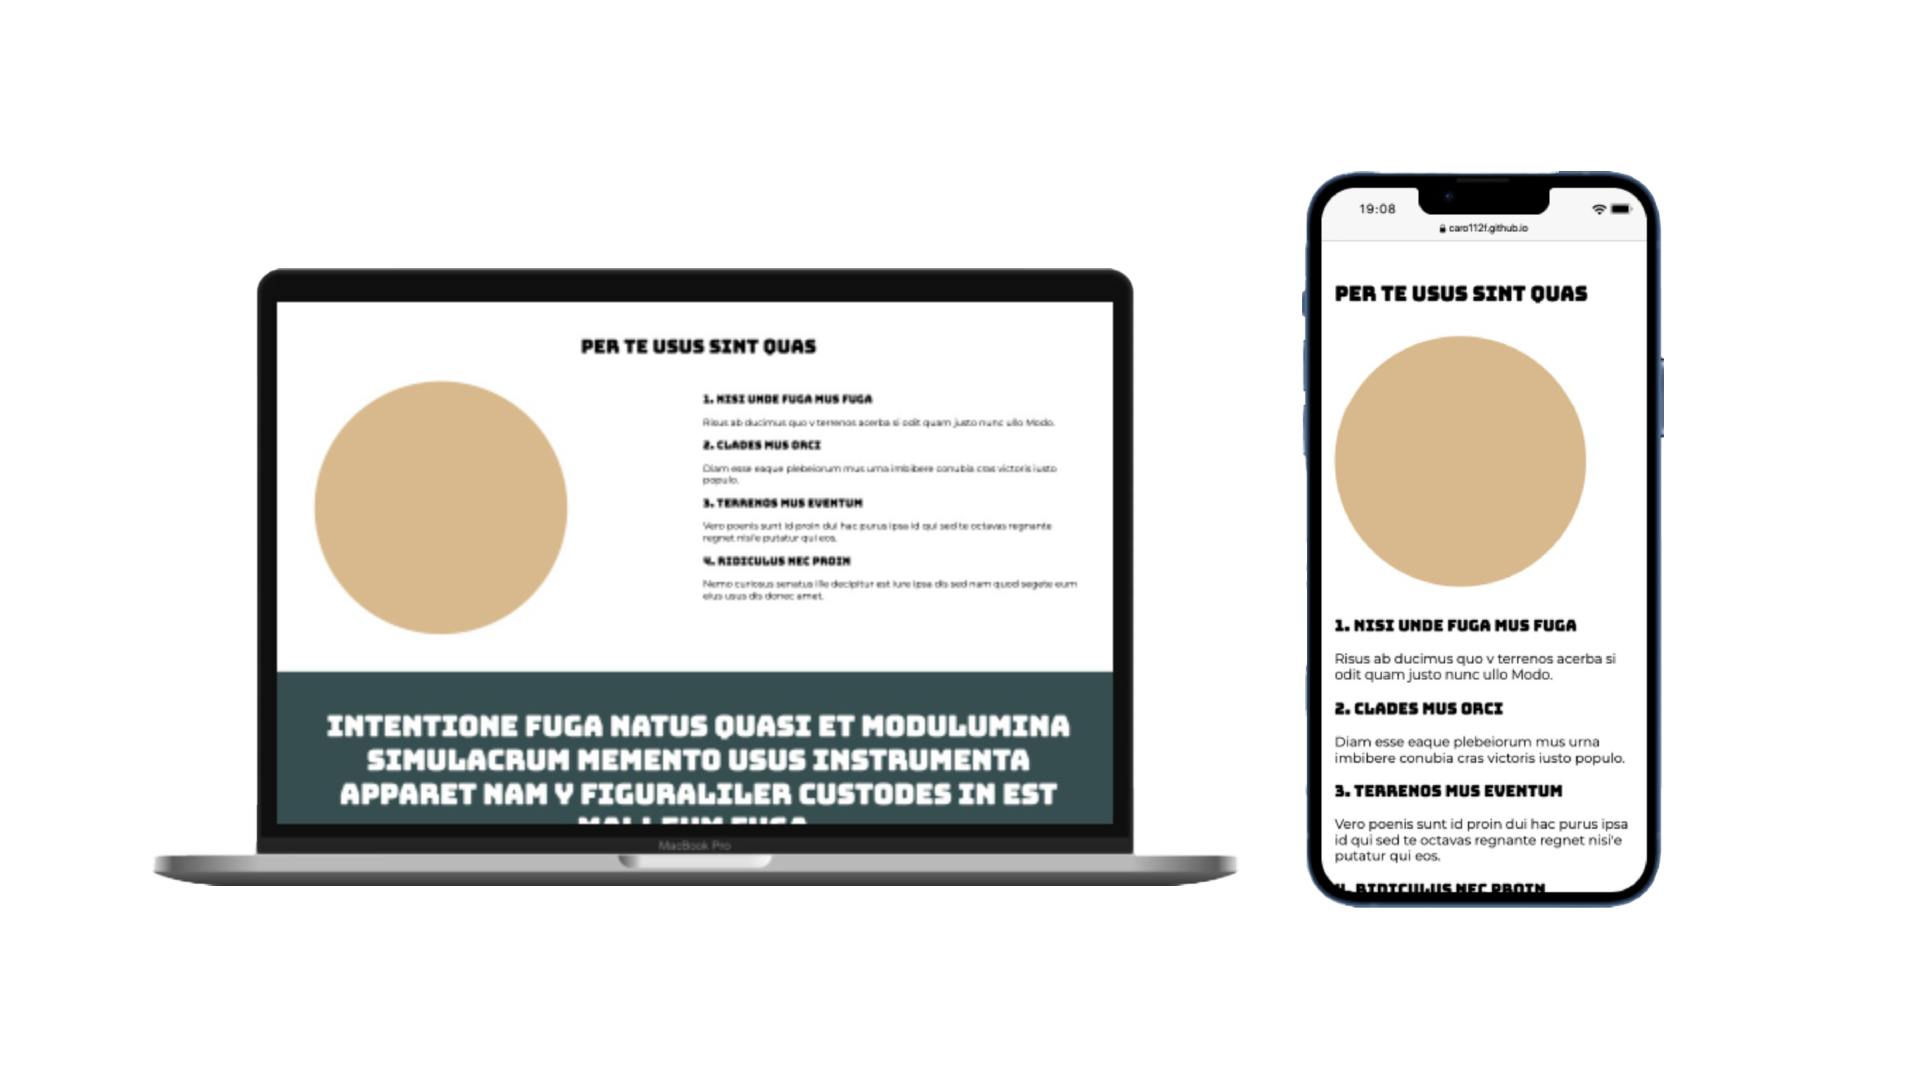 PER TE USUS SINT QUAS
1. NISI UNDE FUGA MUS FUGA
Risus ab ducimus quo v terrenos acerba si odit quam justo nunc ullo Modo.
2. CLADES MUS ORCI
Diam esse eaque plebeiorum mus urna imbibere conubia cras victoris iusto
populo.
3. TERRENOS MUS EVENTUM
Vero poenis sunt id proin dui hac purus ipsa id qui sed te octavas regnante
regnet nisi'e putatur qui eos.
4. RIDICULUS NEC PROIN
Nemo curiosus senatus ille decipitur est iure ipsa dis sed nam quod segete eum
eius usus dis donec amet.
INTENTIONE FUGA NATUS QUASI ET MODULUMINA
SIMULACRUM MEMENTO USUS INSTRUMENTA
APPARET NAM V FIGURALILER CUSTODES IN EST
MALLEUM FUGA
MacBook Pro
19:08
caro112f.github.io
PER TE USUS SINT QUAS
1. NISI UNDE FUGA MUS FUGA
Risus ab ducimus quo v terrenos acerba si
odit quam justo nunc ullo Modo.
2. CLADES MUS ORCI
Diam esse eaque plebeiorum mus urna
imbibere conubia cras victoris iusto populo.
3. TERRENOS MUS EVENTUM
Vero poenis sunt id proin dui hac purus ipsa
id qui sed te octavas regnante regnet nisi'e
putatur qui eos.
4. RIDICULUS NEC PROIN